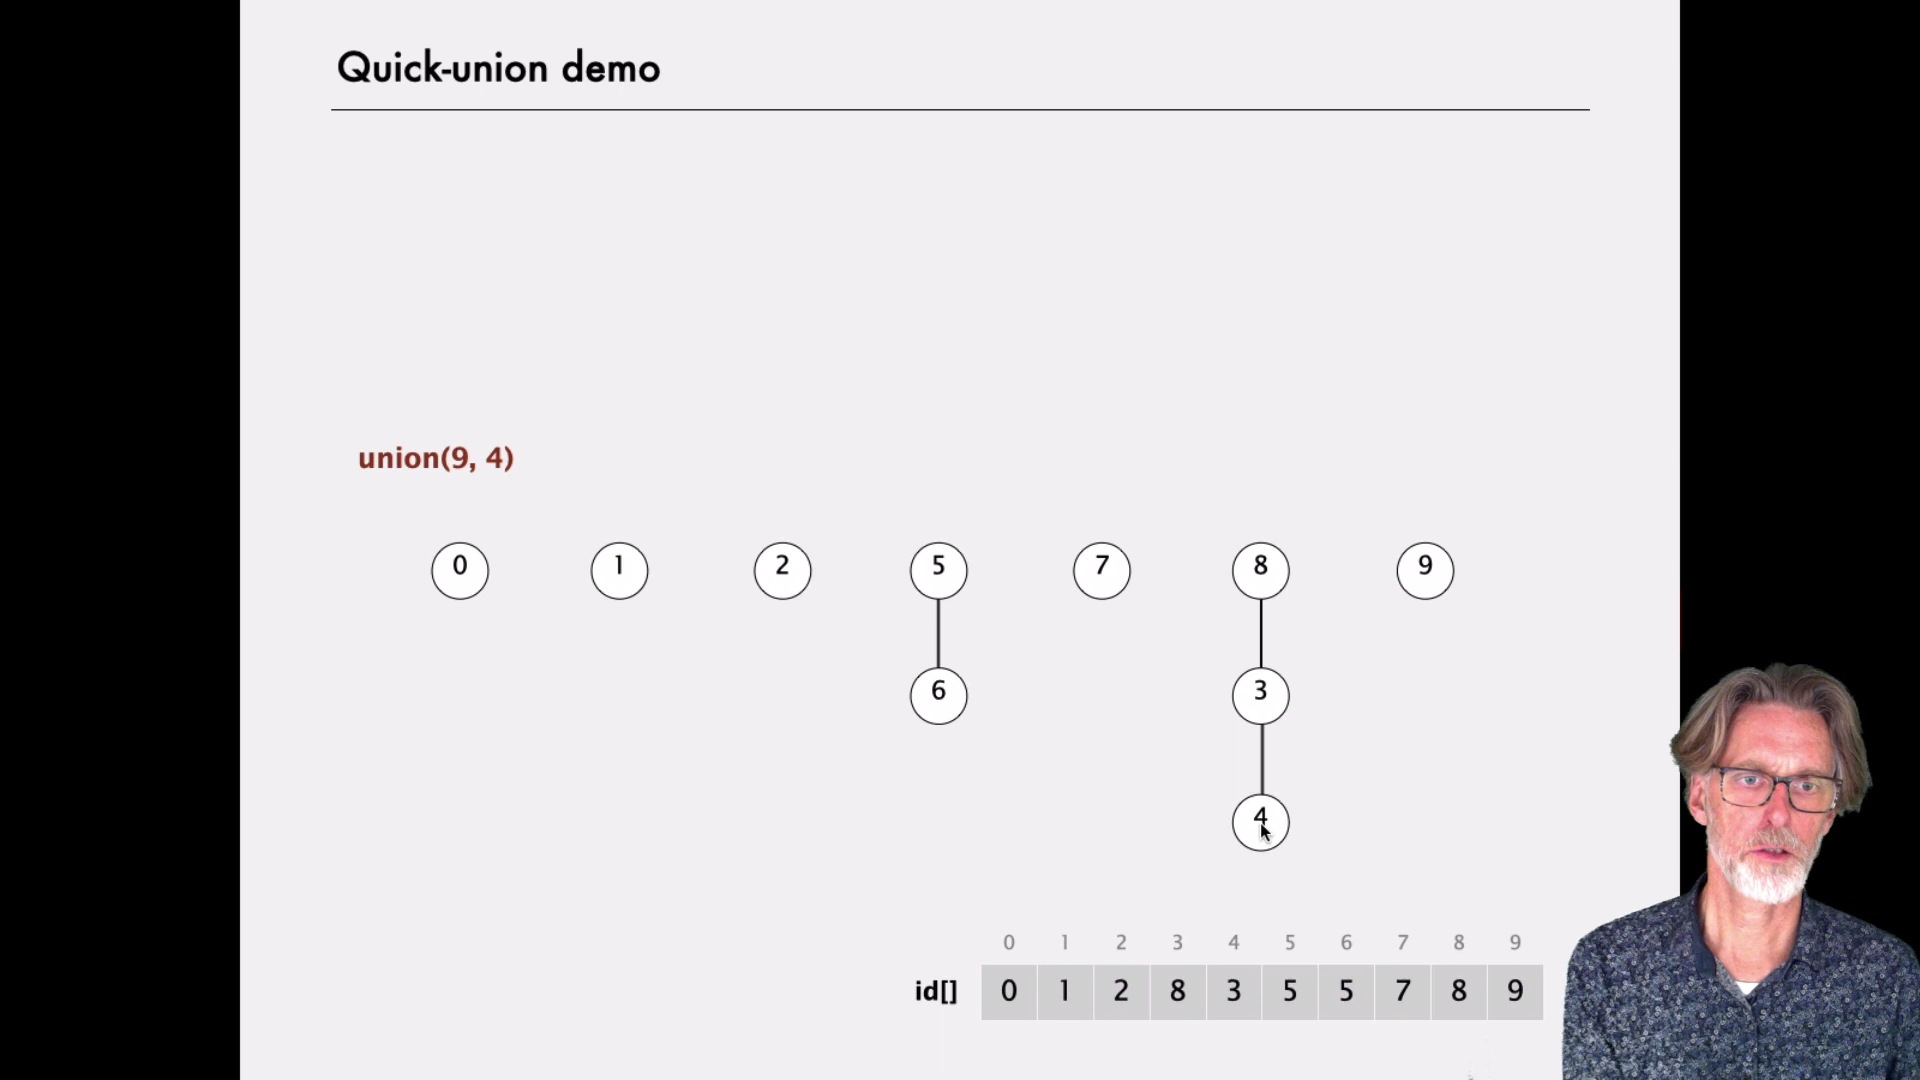 Quick-union demo
union(9, 4)
0 1 2 5 7 8 9
6 3
4
0 1 2 3 4 5 6 7 8 9
id[] 0 1 2 8 3 5 5 7 8 9